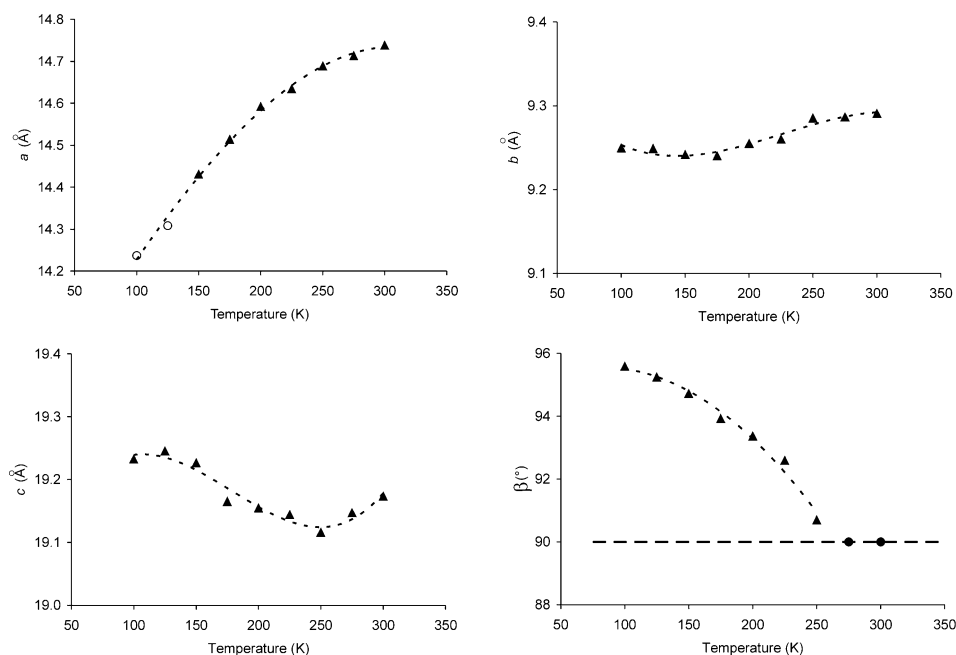 14.8
14.7
14.6
14.5
14.4
14.3
14.2
a (Å)
50 100 150 200 250 300 350
Temperature (K)
9.4
9.3
9.2
9.1
b (Å)
50 100 150 200 250 300 350
Temperature (K)
19.4
19.3
19.2
19.1
19.0
c (Å)
50 100 150 200 250 300 350
Temperature (K)
96
94
92
90
88
β(°)
50 100 150 200 250 300 350
Temperature (K)